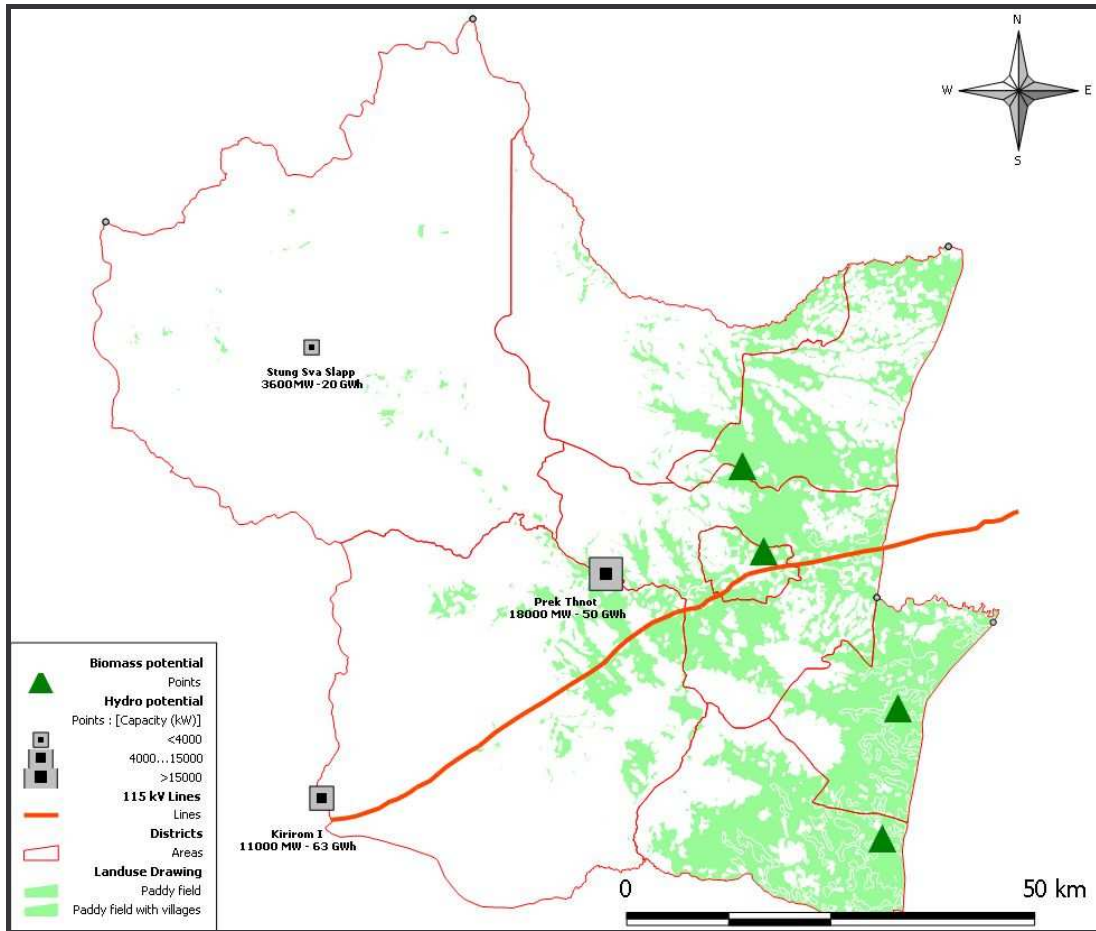 N
W E
S
Stung Sva Slapp
3600 MW - 20 GWh
Prek Thnot
18000 MW - 50 GWh
Kirirom I
11000 MW - 63 GWh
Biomass potential
Points
Hydro potential
Points : [Capacity (kW)]
<4000
4000...15000
>15000
115 kV Lines
Lines
Districts
Areas
Landuse Drawing
Paddy field
Paddy field with villages
0 50 km